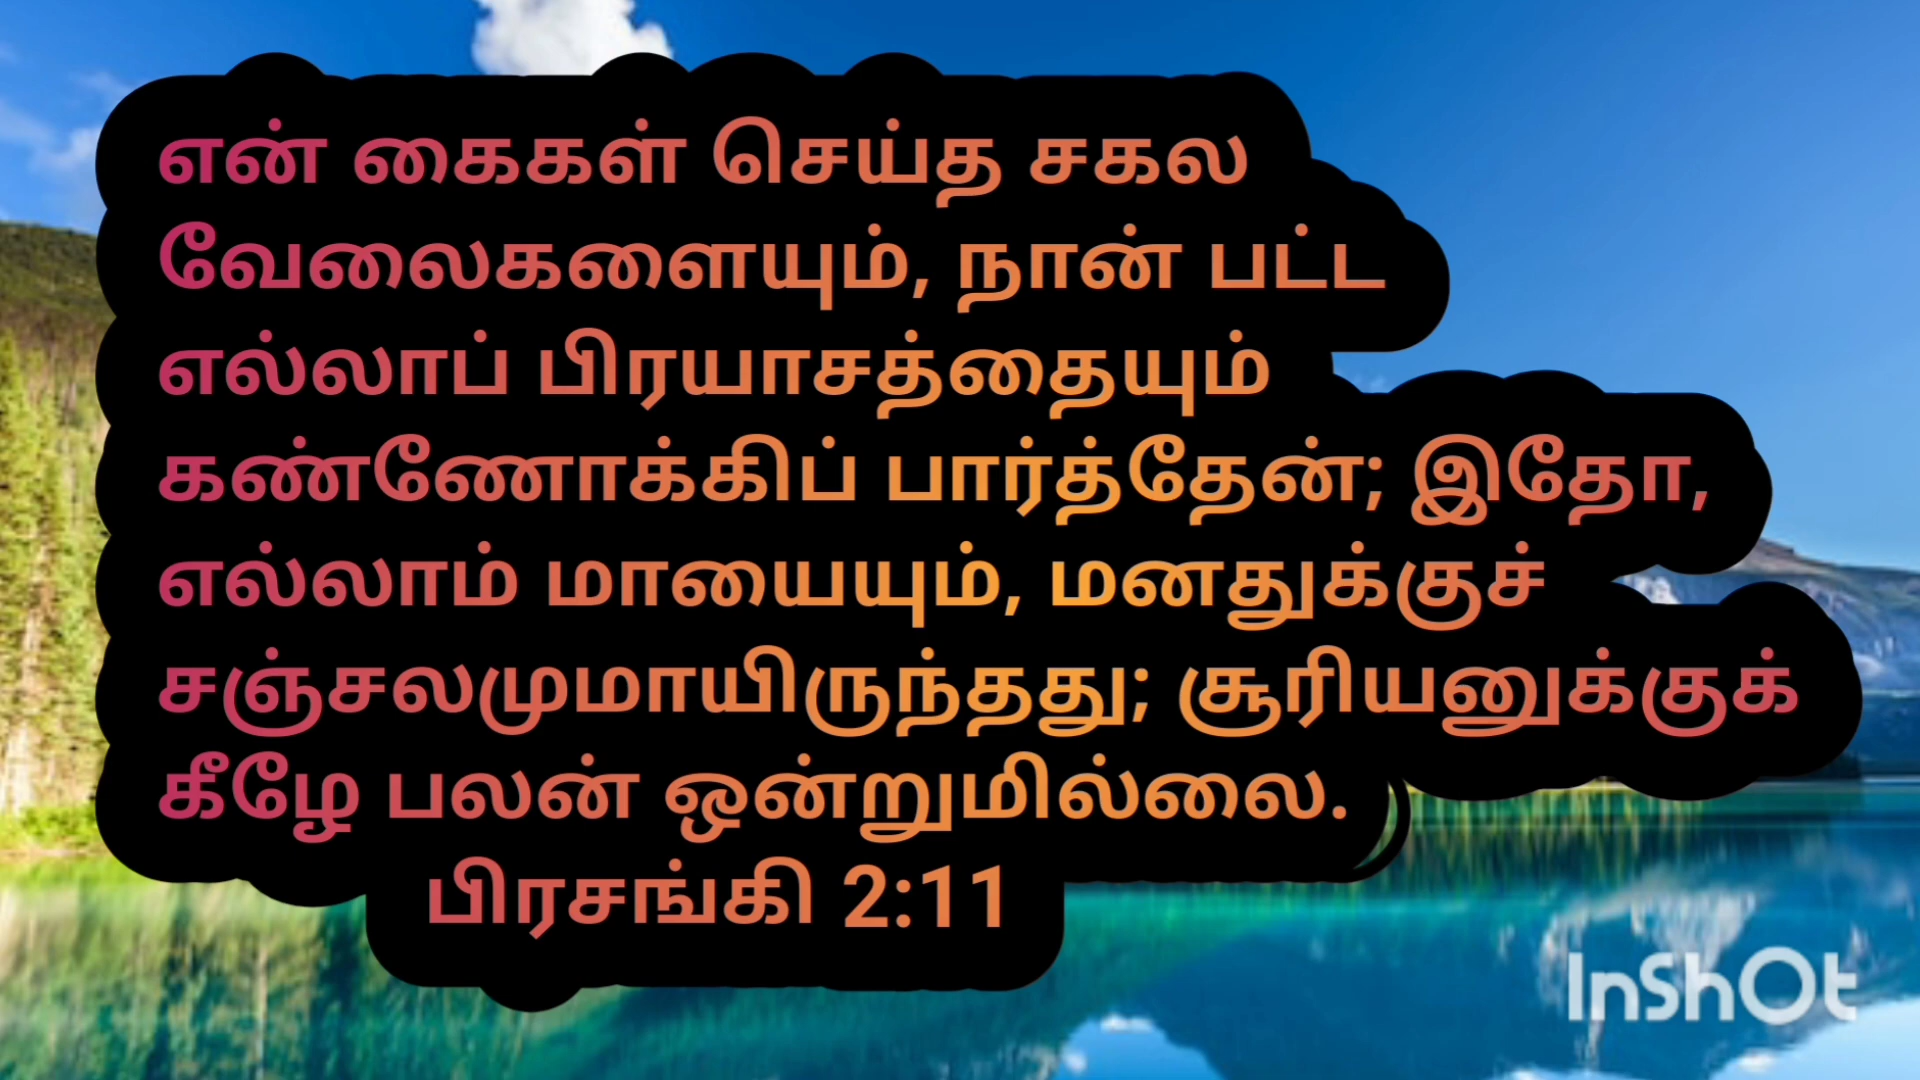 என் கைகள் செய்த சகல
வேலைகளையும், நான் பட்ட
எல்லாப் பிரயாசத்தையும்
கண்ணோக்கிப் பார்த்தேன்; இதோ,
எல்லாம் மாயையும், மனதுக்குச்
சஞ்சலமுமாயிருந்தது; சூரியனுக்குக்
கீழே பலன் ஒன்றுமில்லை.
பிரசங்கி 2:11
InShOt